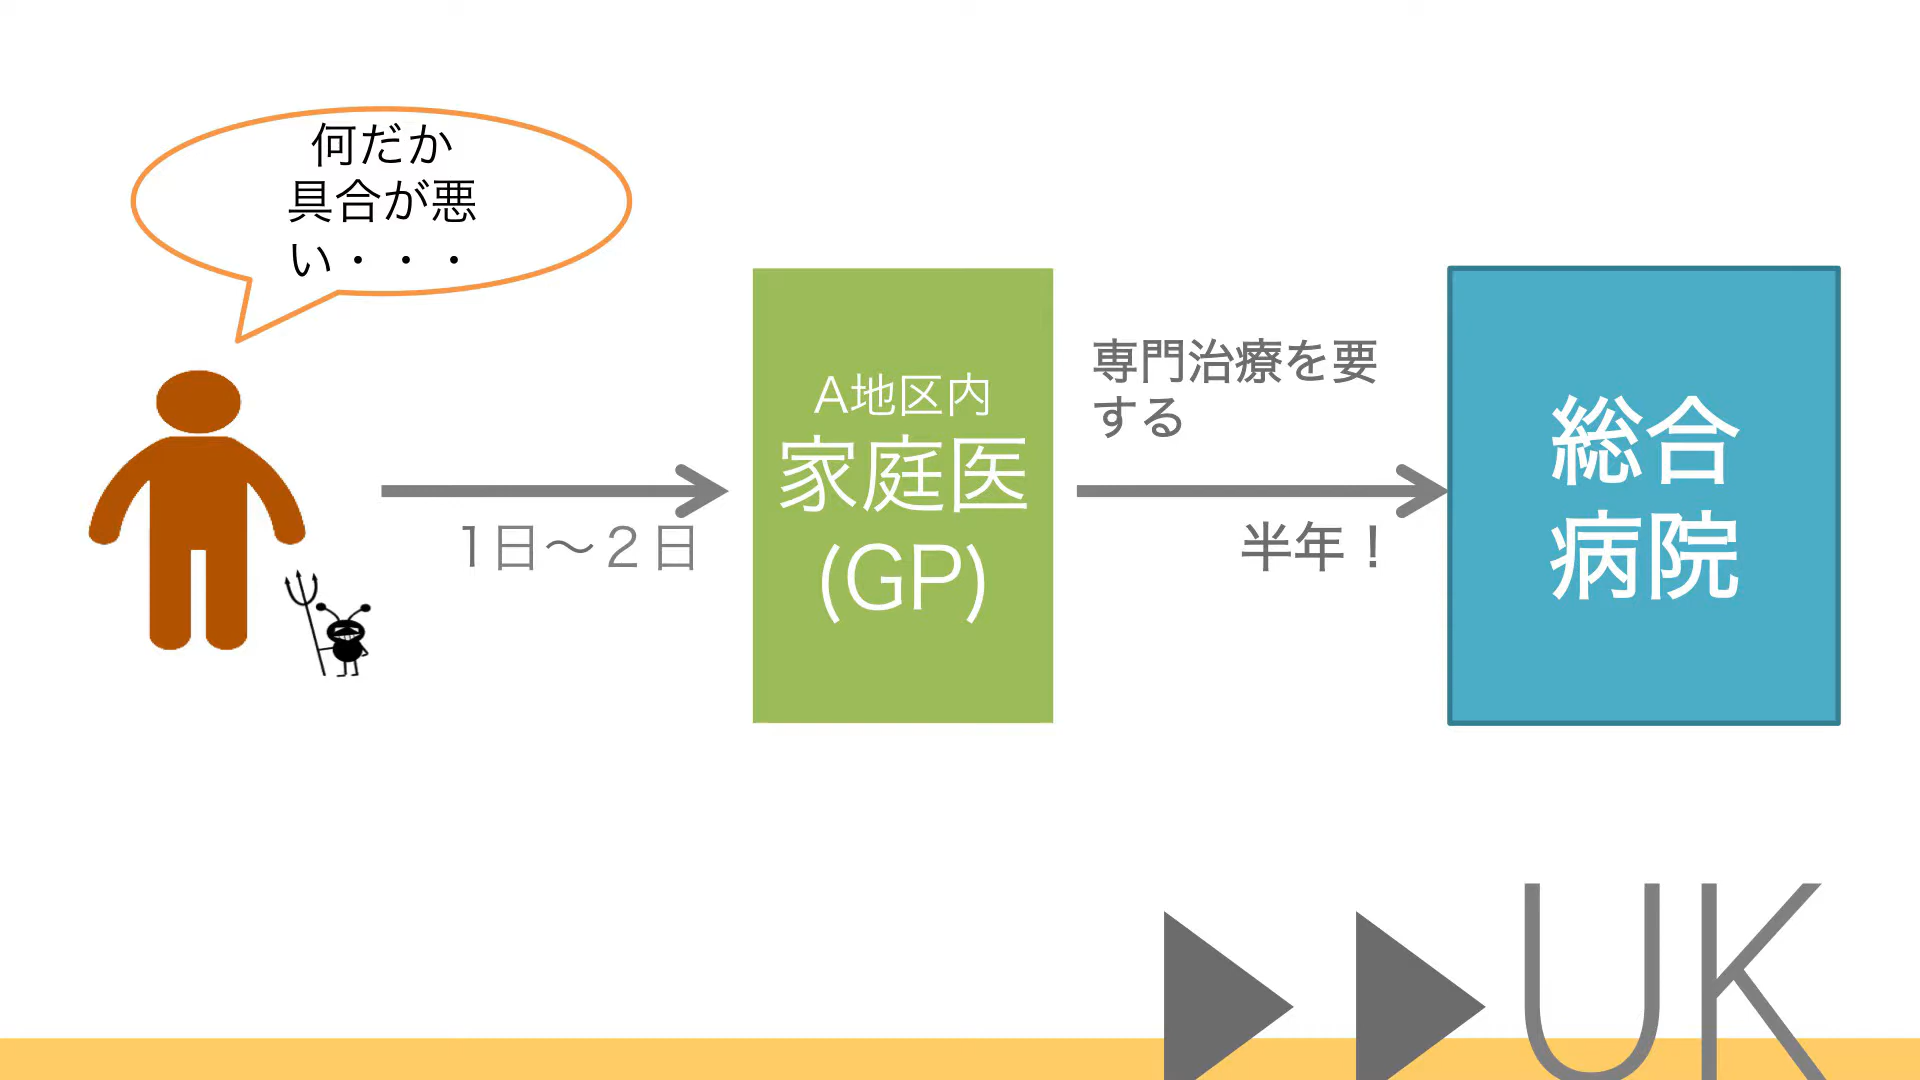 何だか
具合が悪
い・・・
1日～２日
A地区内
家庭医
(GP)
専門治療を要
する
半年！
総合
病院
UK